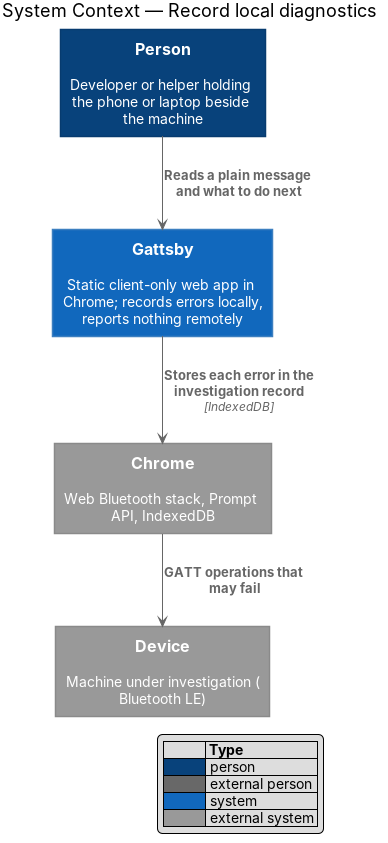 System Context — Record local diagnostics
Person
Developer or helper holding
the phone or laptop beside
the machine
Reads a plain message
and what to do next
Gattsby
Static client-only web app in
Chrome; records errors locally,
reports nothing remotely
Stores each error in the
investigation record
[IndexedDB]
Chrome
Web Bluetooth stack, Prompt
API, IndexedDB
GATT operations that
may fail
Device
Machine under investigation (
Bluetooth LE)
Type
person
external person
system
external system